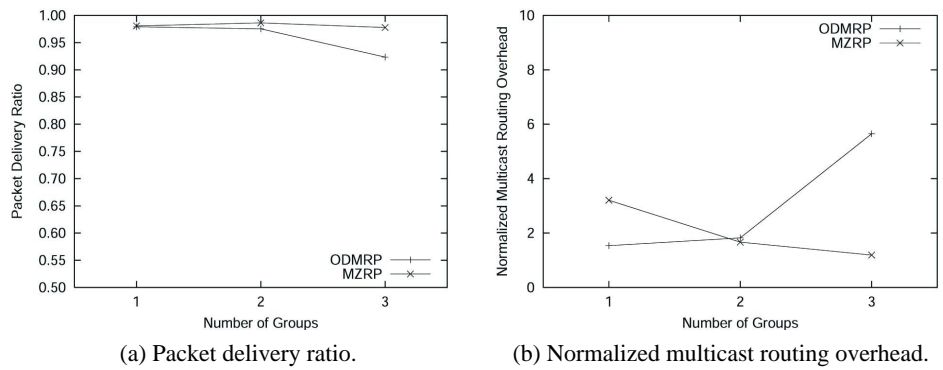 1.00
0.95
0.90
0.85
0.80
0.75
0.70
0.65
0.60
0.55
0.50
Packet Delivery Ratio
ODMRP
MZRP
1 2 3
Number of Groups
(a) Packet delivery ratio.
10
8
6
4
2
0
Normalized Multicast Routing Overhead
ODMRP
MZRP
1 2 3
Number of Groups
(b) Normalized multicast routing overhead.